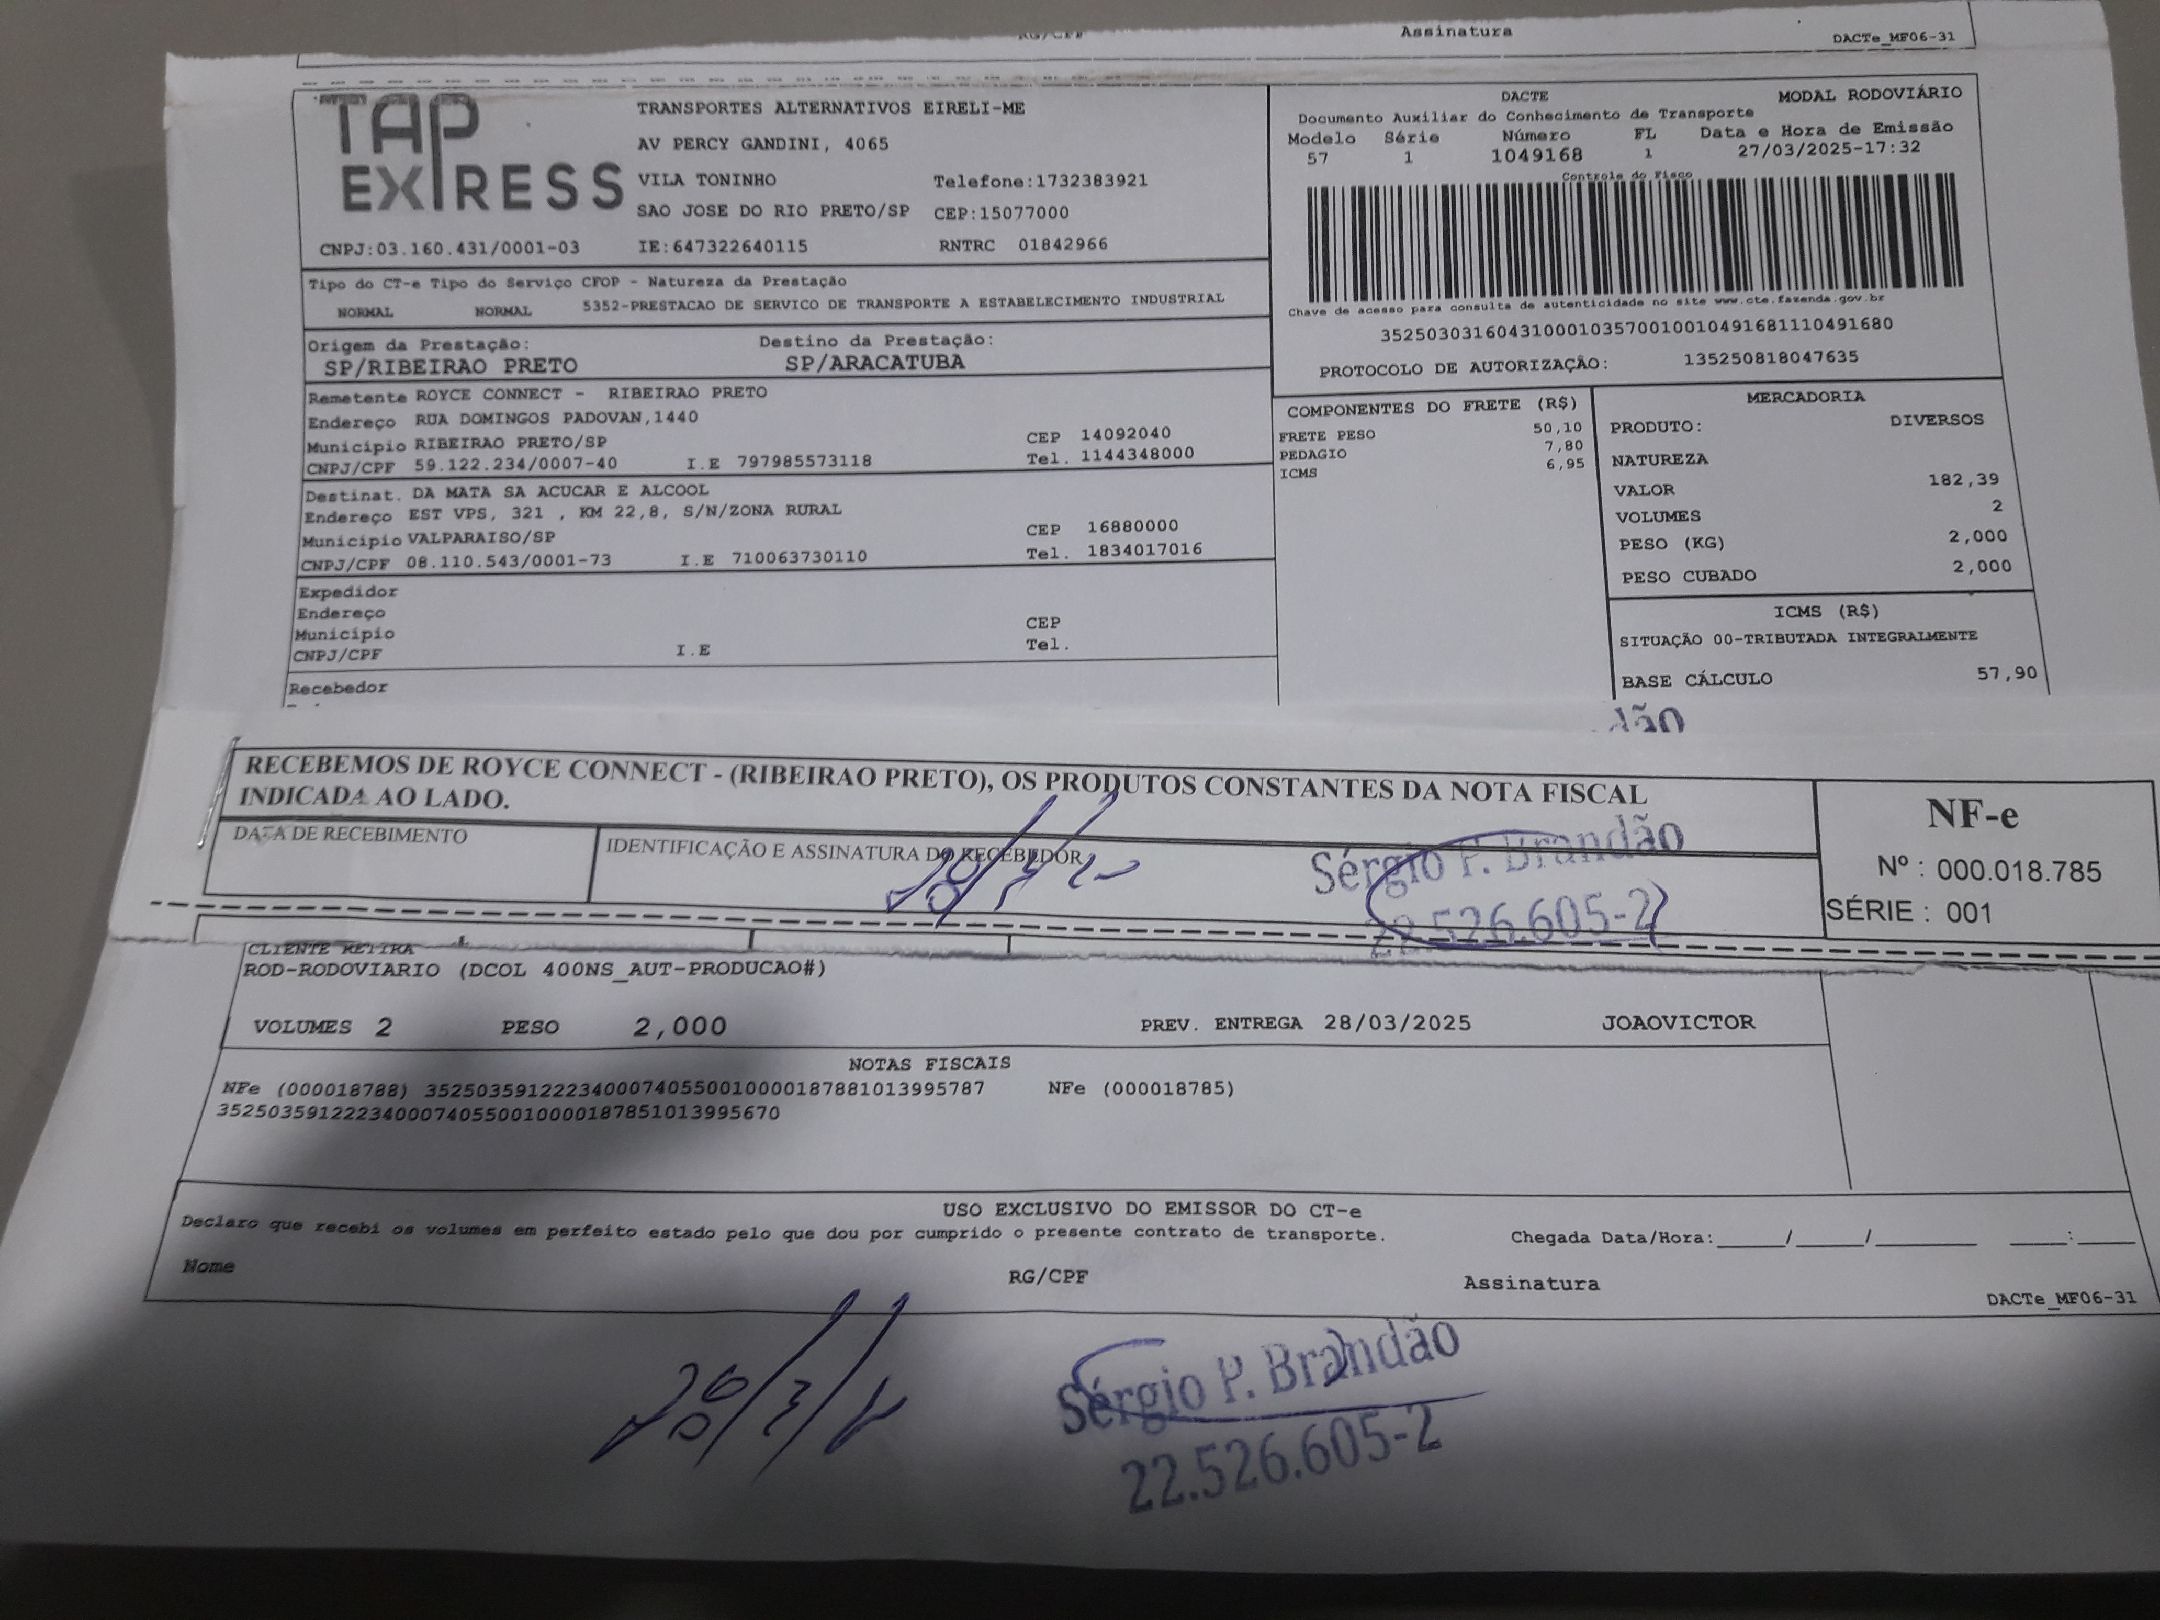 Assinatura
DACTe_MF06-31
TAP EXPRESS
TRANSPORTES ALTERNATIVOS EIRELI-ME
AV PERCY GANDINI, 4065
VILA TONINHO Telefone:1732383921
SAO JOSE DO RIO PRETO/SP CEP:15077000
CNPJ:03.160.431/0001-03 IE:647322640115 RNTRC 01842966
DACTE MODAL RODOVIÁRIO
Documento Auxiliar do Conhecimento de Transporte
Modelo Série Número FL Data e Hora de Emissão
57 1 1049168 1 27/03/2025-17:32
Controle do Fisco
Chave de acesso para consulta de autenticidade no site www.cte.fazenda.gov.br
35250303160431000103570010010491681110491680
PROTOCOLO DE AUTORIZAÇÃO: 135250818047635
Tipo do CT-e Tipo do Serviço CFOP - Natureza da Prestação
NORMAL NORMAL 5352-PRESTACAO DE SERVICO DE TRANSPORTE A ESTABELECIMENTO INDUSTRIAL
Origem da Prestação: Destino da Prestação:
SP/RIBEIRAO PRETO SP/ARACATUBA
Remetente ROYCE CONNECT - RIBEIRAO PRETO
Endereço RUA DOMINGOS PADOVAN,1440
Município RIBEIRAO PRETO/SP CEP 14092040
CNPJ/CPF 59.122.234/0007-40 I.E 797985573118 Tel. 1144348000
Destinat. DA MATA SA ACUCAR E ALCOOL
Endereço EST VPS, 321 , KM 22,8, S/N/ZONA RURAL
Município VALPARAISO/SP CEP 16880000
CNPJ/CPF 08.110.543/0001-73 I.E 710063730110 Tel. 1834017016
Expedidor
Endereço
Município CEP
CNPJ/CPF I.E Tel.
Recebedor
COMPONENTES DO FRETE (R$)
FRETE PESO 50,10
PEDAGIO 7,80
ICMS 6,95
MERCADORIA
PRODUTO: DIVERSOS
NATUREZA
VALOR 182,39
VOLUMES 2
PESO (KG) 2,000
PESO CUBADO 2,000
ICMS (R$)
SITUAÇÃO 00-TRIBUTADA INTEGRALMENTE
BASE CÁLCULO 57,90
RECEBEMOS DE ROYCE CONNECT - (RIBEIRAO PRETO), OS PRODUTOS CONSTANTES DA NOTA FISCAL
INDICADA AO LADO.
DATA DE RECEBIMENTO
IDENTIFICAÇÃO E ASSINATURA DO RECEBEDOR
Sérgio P. Brandão
22.526.605-2
NF-e
Nº : 000.018.785
SÉRIE : 001
CLIENTE RETIRA
ROD-RODOVIARIO (DCOL 400NS_AUT-PRODUCAO#)
VOLUMES 2 PESO 2,000 PREV. ENTREGA 28/03/2025 JOAOVICTOR
NOTAS FISCAIS
NFe (000018788) 35250359122234000740550010000187881013995787 NFe (000018785)
35250359122234000740550010000187851013995670
USO EXCLUSIVO DO EMISSOR DO CT-e
Declaro que recebi os volumes em perfeito estado pelo que dou por cumprido o presente contrato de transporte.
Chegada Data/Hora:_____/_____/________ ____:_____
Nome RG/CPF Assinatura
DACTe_MF06-31
Sérgio P. Brandão
22.526.605-2